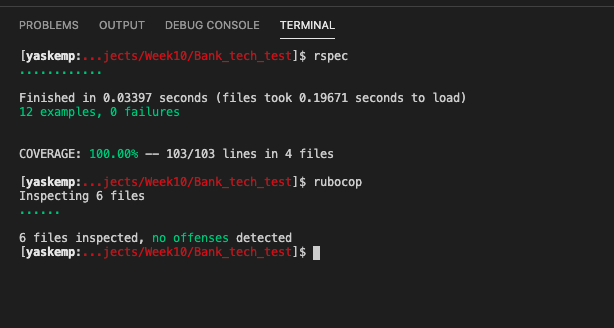 PROBLEMS OUTPUT DEBUG CONSOLE TERMINAL
[yaskemp:...jects/Week10/Bank_tech_test]$ rspec
............
Finished in 0.03397 seconds (files took 0.19671 seconds to load)
12 examples, 0 failures
COVERAGE: 100.00% -- 103/103 lines in 4 files
[yaskemp:...jects/Week10/Bank_tech_test]$ rubocop
Inspecting 6 files
......
6 files inspected, no offenses detected
[yaskemp:...jects/Week10/Bank_tech_test]$